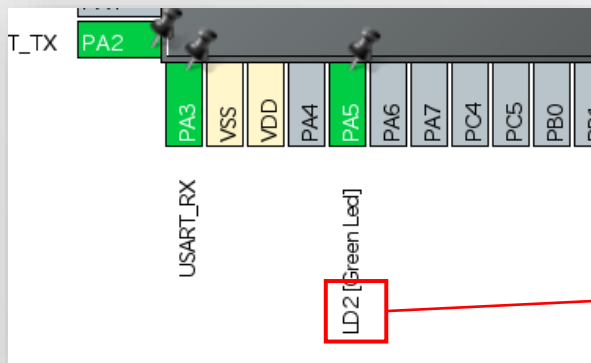 T_TX PA2
PA3
VSS
VDD
PA4
PA5
PA6
PA7
PC4
PC5
PB0
USART_RX
LD2 [Green Led]